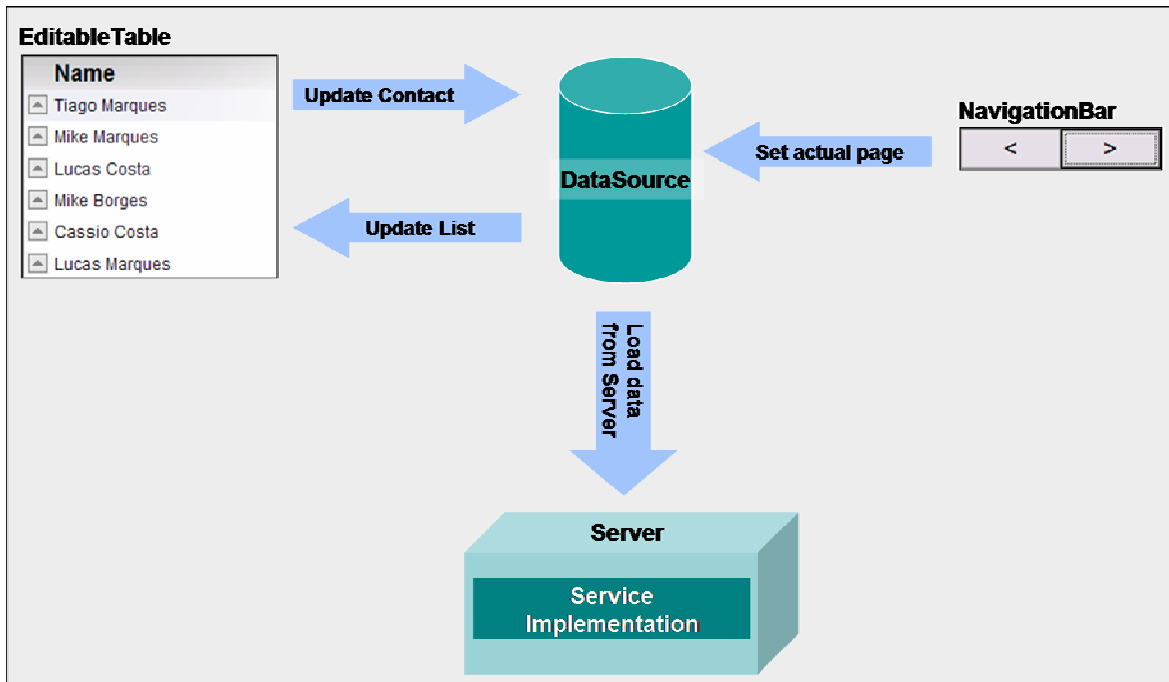 EditableTable
Name
Tiago Marques
Mike Marques
Lucas Costa
Mike Borges
Cassio Costa
Lucas Marques
Update Contact
Update List
DataSource
Set actual page
NavigationBar
<
>
Load data
from Server
Server
Service
Implementation